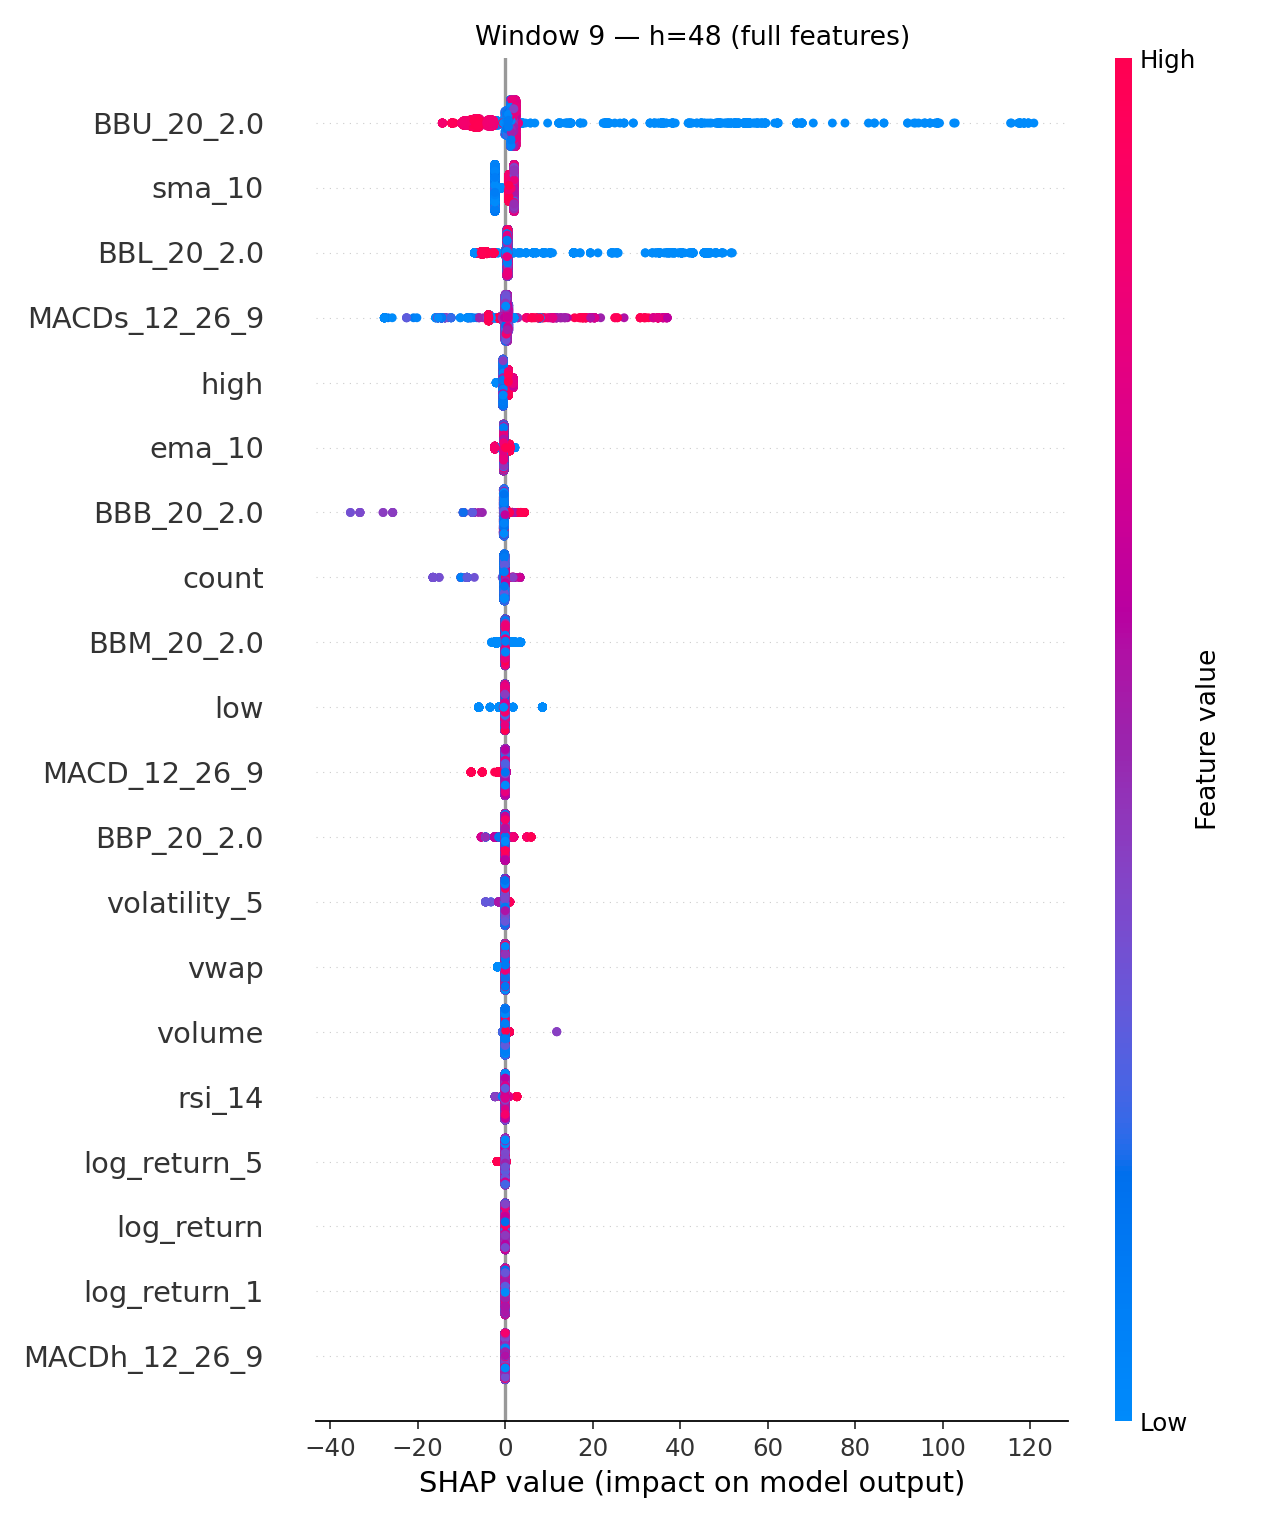 Window 9 — h=48 (full features)
High
BBU_20_2.0
sma_10
BBL_20_2.0
MACDs_12_26_9
high
ema_10
BBB_20_2.0
count
BBM_20_2.0
low
MACD_12_26_9
BBP_20_2.0
volatility_5
vwap
volume
rsi_14
log_return_5
log_return
log_return_1
MACDh_12_26_9
Feature value
Low
−40 −20 0 20 40 60 80 100 120
SHAP value (impact on model output)